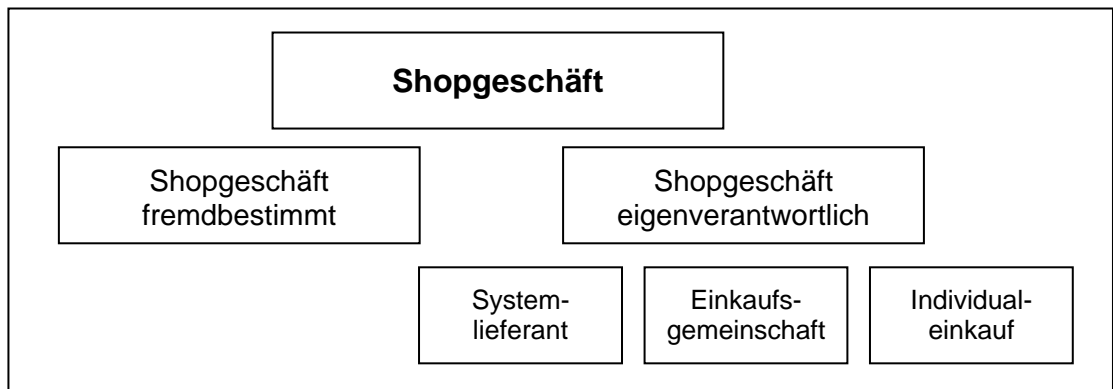 Shopgeschäft
Shopgeschäft
fremdbestimmt
Shopgeschäft
eigenverantwortlich
System-
lieferant
Einkaufs-
gemeinschaft
Individual-
einkauf